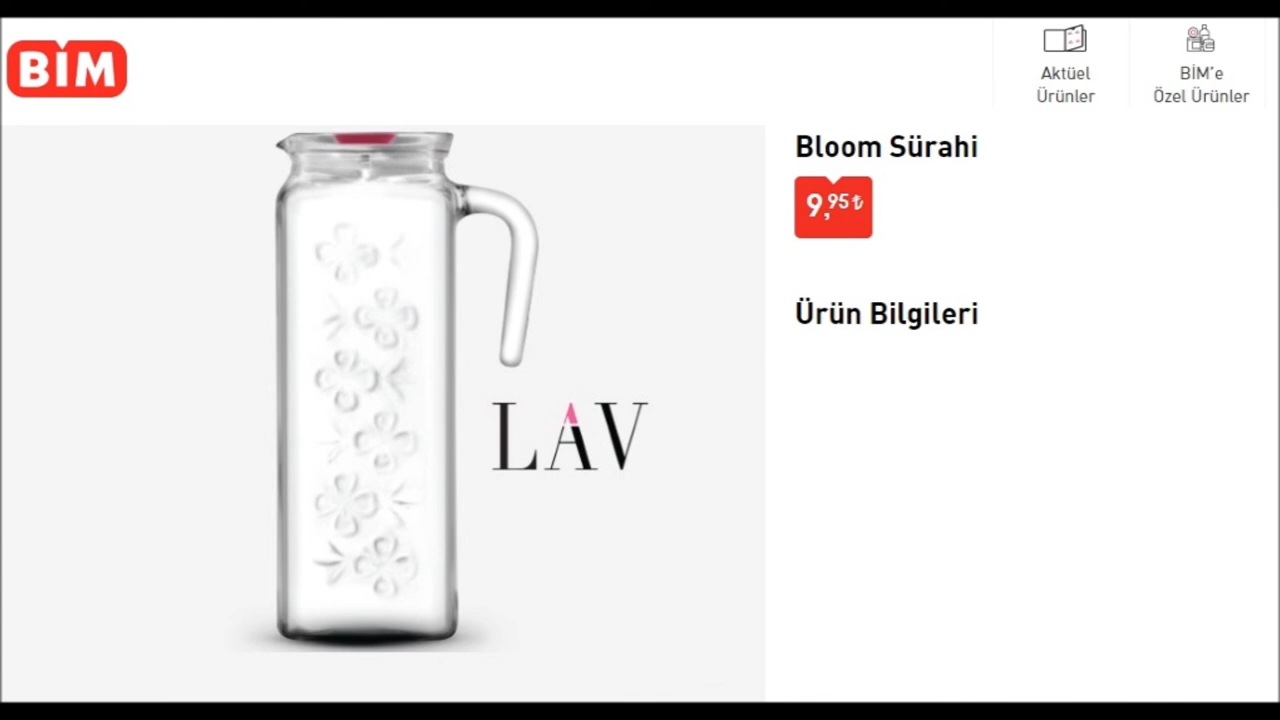 BİM
Aktüel
Ürünler
BİM'e
Özel Ürünler
Bloom Sürahi
9,95₺
Ürün Bilgileri
LAV